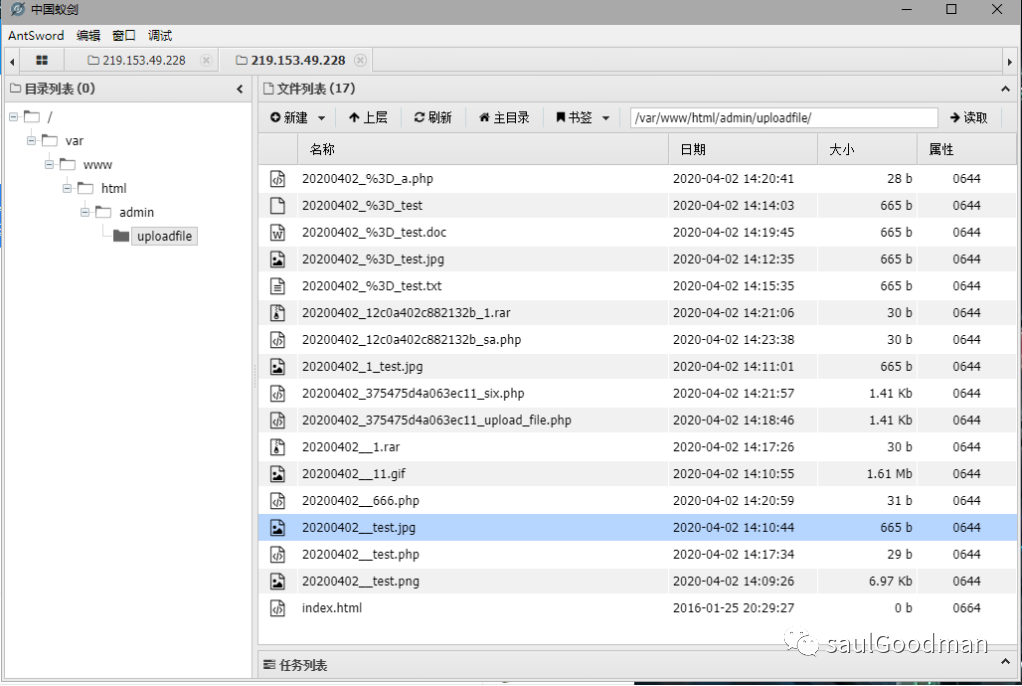 中国蚁剑
AntSword 编辑 窗口 调试
219.153.49.228 219.153.49.228
目录列表 (0)
/
var
www
html
admin
uploadfile
文件列表 (17)
新建 上层 刷新 主目录 书签 /var/www/html/admin/uploadfile/ 读取
名称 日期 大小 属性
20200402_%3D_a.php 2020-04-02 14:20:41 28 b 0644
20200402_%3D_test 2020-04-02 14:14:03 665 b 0644
20200402_%3D_test.doc 2020-04-02 14:19:45 665 b 0644
20200402_%3D_test.jpg 2020-04-02 14:12:35 665 b 0644
20200402_%3D_test.txt 2020-04-02 14:15:35 665 b 0644
20200402_12c0a402c882132b_1.rar 2020-04-02 14:21:06 30 b 0644
20200402_12c0a402c882132b_sa.php 2020-04-02 14:23:38 30 b 0644
20200402_1_test.jpg 2020-04-02 14:11:01 665 b 0644
20200402_375475d4a063ec11_six.php 2020-04-02 14:21:57 1.41 Kb 0644
20200402_375475d4a063ec11_upload_file.php 2020-04-02 14:18:46 1.41 Kb 0644
20200402__1.rar 2020-04-02 14:17:26 30 b 0644
20200402__11.gif 2020-04-02 14:10:55 1.61 Mb 0644
20200402__666.php 2020-04-02 14:20:59 31 b 0644
20200402__test.jpg 2020-04-02 14:10:44 665 b 0644
20200402__test.php 2020-04-02 14:17:34 29 b 0644
20200402__test.png 2020-04-02 14:09:26 6.97 Kb 0644
index.html 2016-01-25 20:29:27 0 b 0664
saulGoodman
任务列表